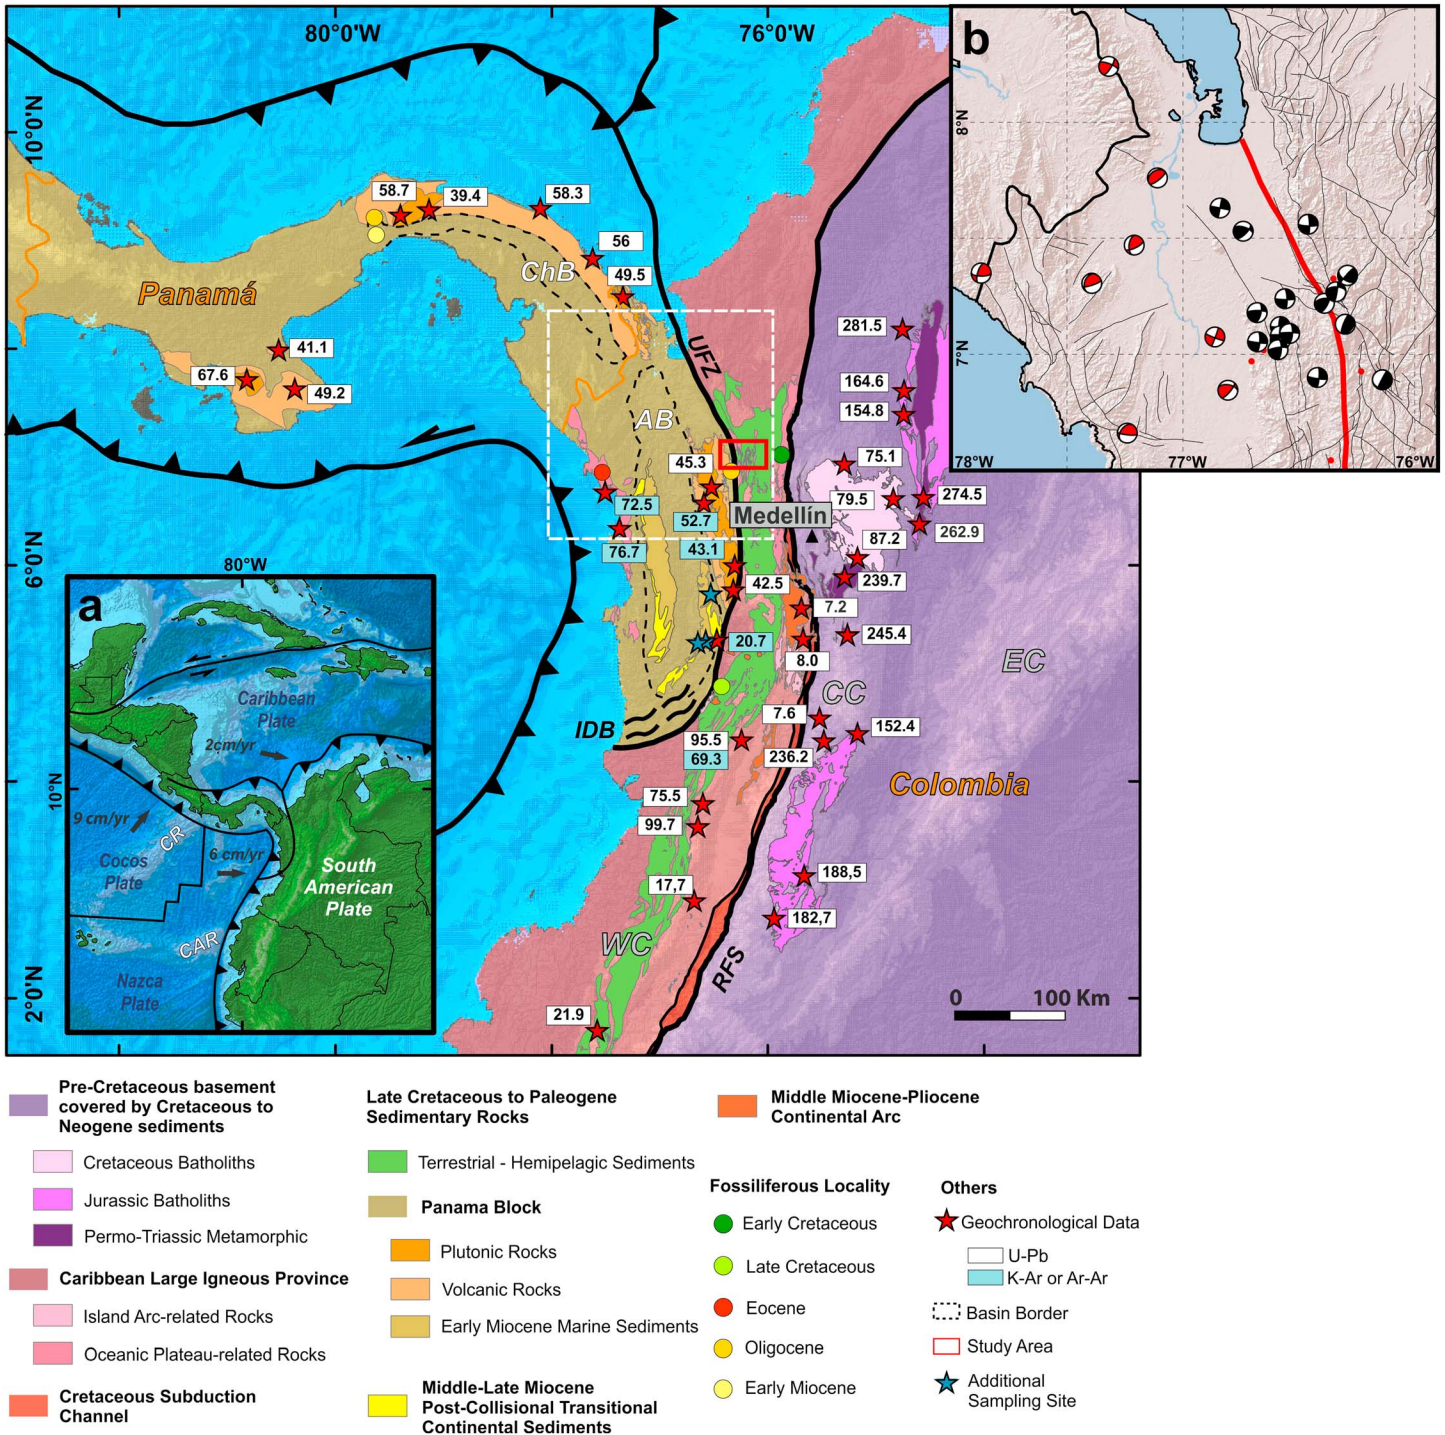 80°0'W
76°0'W
10°0'N
6°0'N
2°0'N
58.7
39.4
58.3
56
49.5
ChB
Panamá
41.1
67.6
49.2
UFZ
AB
281.5
164.6
154.8
75.1
79.5
274.5
262.9
45.3
72.5
52.7
Medellín
76.7
43.1
87.2
239.7
42.5
7.2
245.4
20.7
8.0
EC
CC
IDB
7.6
152.4
95.5
69.3
236.2
Colombia
75.5
99.7
17,7
188,5
182,7
WC
RFS
21.9
0
100 Km
b
8°N
7°N
78°W
77°W
76°W
80°W
10°N
a
Caribbean
Plate
2cm/yr
9 cm/yr
CR
Cocos
Plate
6 cm/yr
South
American
Plate
CAR
Nazca
Plate
Pre-Cretaceous basement
covered by Cretaceous to
Neogene sediments
Cretaceous Batholiths
Jurassic Batholiths
Permo-Triassic Metamorphic
Caribbean Large Igneous Province
Island Arc-related Rocks
Oceanic Plateau-related Rocks
Cretaceous Subduction
Channel
Late Cretaceous to Paleogene
Sedimentary Rocks
Terrestrial - Hemipelagic Sediments
Panama Block
Plutonic Rocks
Volcanic Rocks
Early Miocene Marine Sediments
Middle-Late Miocene
Post-Collisional Transitional
Continental Sediments
Middle Miocene-Pliocene
Continental Arc
Fossiliferous Locality
Early Cretaceous
Late Cretaceous
Eocene
Oligocene
Early Miocene
Others
Geochronological Data
U-Pb
K-Ar or Ar-Ar
Basin Border
Study Area
Additional
Sampling Site